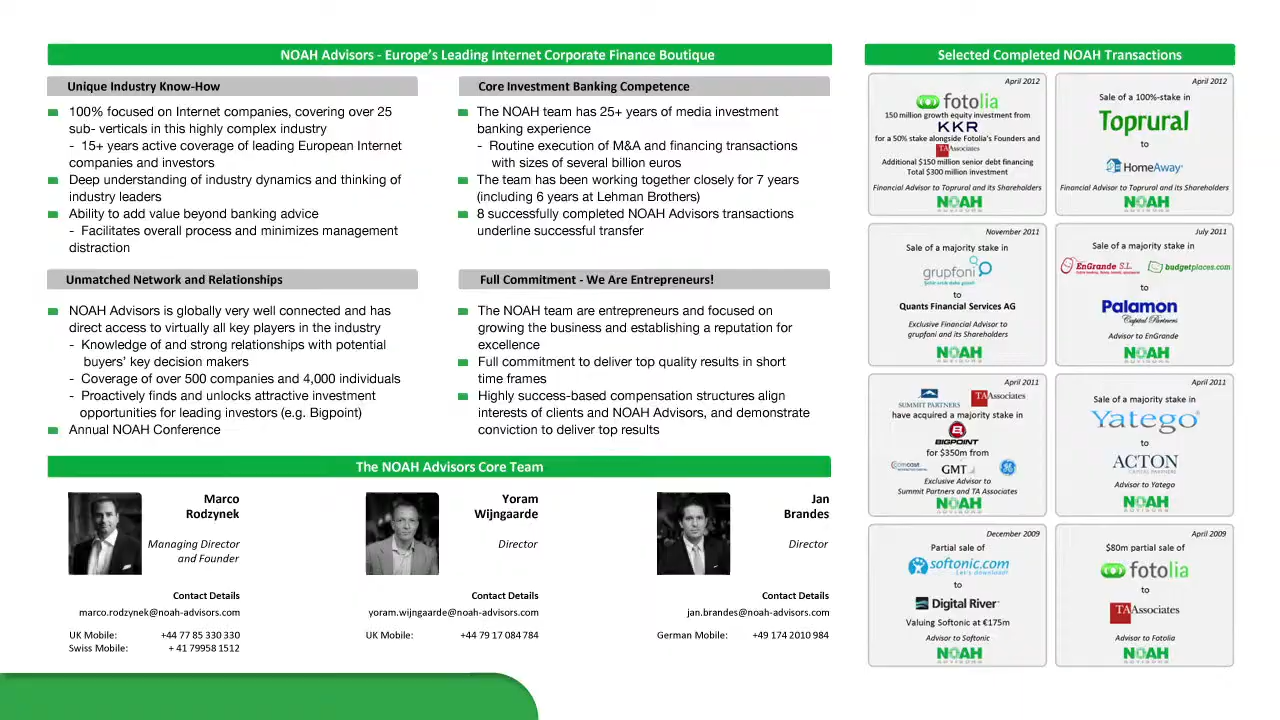 NOAH Advisors - Europe's Leading Internet Corporate Finance Boutique
Unique Industry Know-How
100% focused on Internet companies, covering over 25
sub- verticals in this highly complex industry
- 15+ years active coverage of leading European Internet
companies and investors
Deep understanding of industry dynamics and thinking of
industry leaders
Ability to add value beyond banking advice
- Facilitates overall process and minimizes management
distraction
Core Investment Banking Competence
The NOAH team has 25+ years of media investment
banking experience
- Routine execution of M&A and financing transactions
with sizes of several billion euros
The team has been working together closely for 7 years
(including 6 years at Lehman Brothers)
8 successfully completed NOAH Advisors transactions
underline successful transfer
Unmatched Network and Relationships
NOAH Advisors is globally very well connected and has
direct access to virtually all key players in the industry
- Knowledge of and strong relationships with potential
buyers' key decision makers
- Coverage of over 500 companies and 4,000 individuals
- Proactively finds and unlocks attractive investment
opportunities for leading investors (e.g. Bigpoint)
Annual NOAH Conference
Full Commitment - We Are Entrepreneurs!
The NOAH team are entrepreneurs and focused on
growing the business and establishing a reputation for
excellence
Full commitment to deliver top quality results in short
time frames
Highly success-based compensation structures align
interests of clients and NOAH Advisors, and demonstrate
conviction to deliver top results
The NOAH Advisors Core Team
Marco
Rodzynek
Managing Director
and Founder
Contact Details
marco.rodzynek@noah-advisors.com
UK Mobile: +44 77 85 330 330
Swiss Mobile: + 41 79958 1512
Yoram
Wijngaarde
Director
Contact Details
yoram.wijngaarde@noah-advisors.com
UK Mobile: +44 79 17 084 784
Jan
Brandes
Director
Contact Details
jan.brandes@noah-advisors.com
German Mobile: +49 174 2010 984
Selected Completed NOAH Transactions
April 2012
fotolia
150 million growth equity investment from
KKR
for a 50% stake alongside Fotolia's Founders and
TA Associates
Additional $150 million senior debt financing
Total $300 million investment
Financial Advisor to Toprural and its Shareholders
NOAH
ADVISORS
April 2012
Sale of a 100%-stake in
Toprural
to
HomeAway
Financial Advisor to Toprural and its Shareholders
NOAH
ADVISORS
November 2011
Sale of a majority stake in
grupfoni
to
Quants Financial Services AG
Exclusive Financial Advisor to
grupfoni and its Shareholders
NOAH
ADVISORS
July 2011
Sale of a majority stake in
EnGrande S.L.
budgetplaces.com
to
Palamon
Capital Partners
Advisor to EnGrande
NOAH
ADVISORS
April 2011
SUMMIT PARTNERS
TA Associates
have acquired a majority stake in
BIGPOINT
for $350m from
Comcast
GMT
GE
Exclusive Advisor to
Summit Partners and TA Associates
NOAH
ADVISORS
April 2011
Sale of a majority stake in
Yatego
to
ACTON
CAPITAL PARTNERS
Advisor to Yatego
NOAH
ADVISORS
December 2009
Partial sale of
softonic.com
Let's download!
to
Digital River
Valuing Softonic at €175m
Advisor to Softonic
NOAH
ADVISORS
April 2009
$80m partial sale of
fotolia
to
TA Associates
Advisor to Fotolia
NOAH
ADVISORS